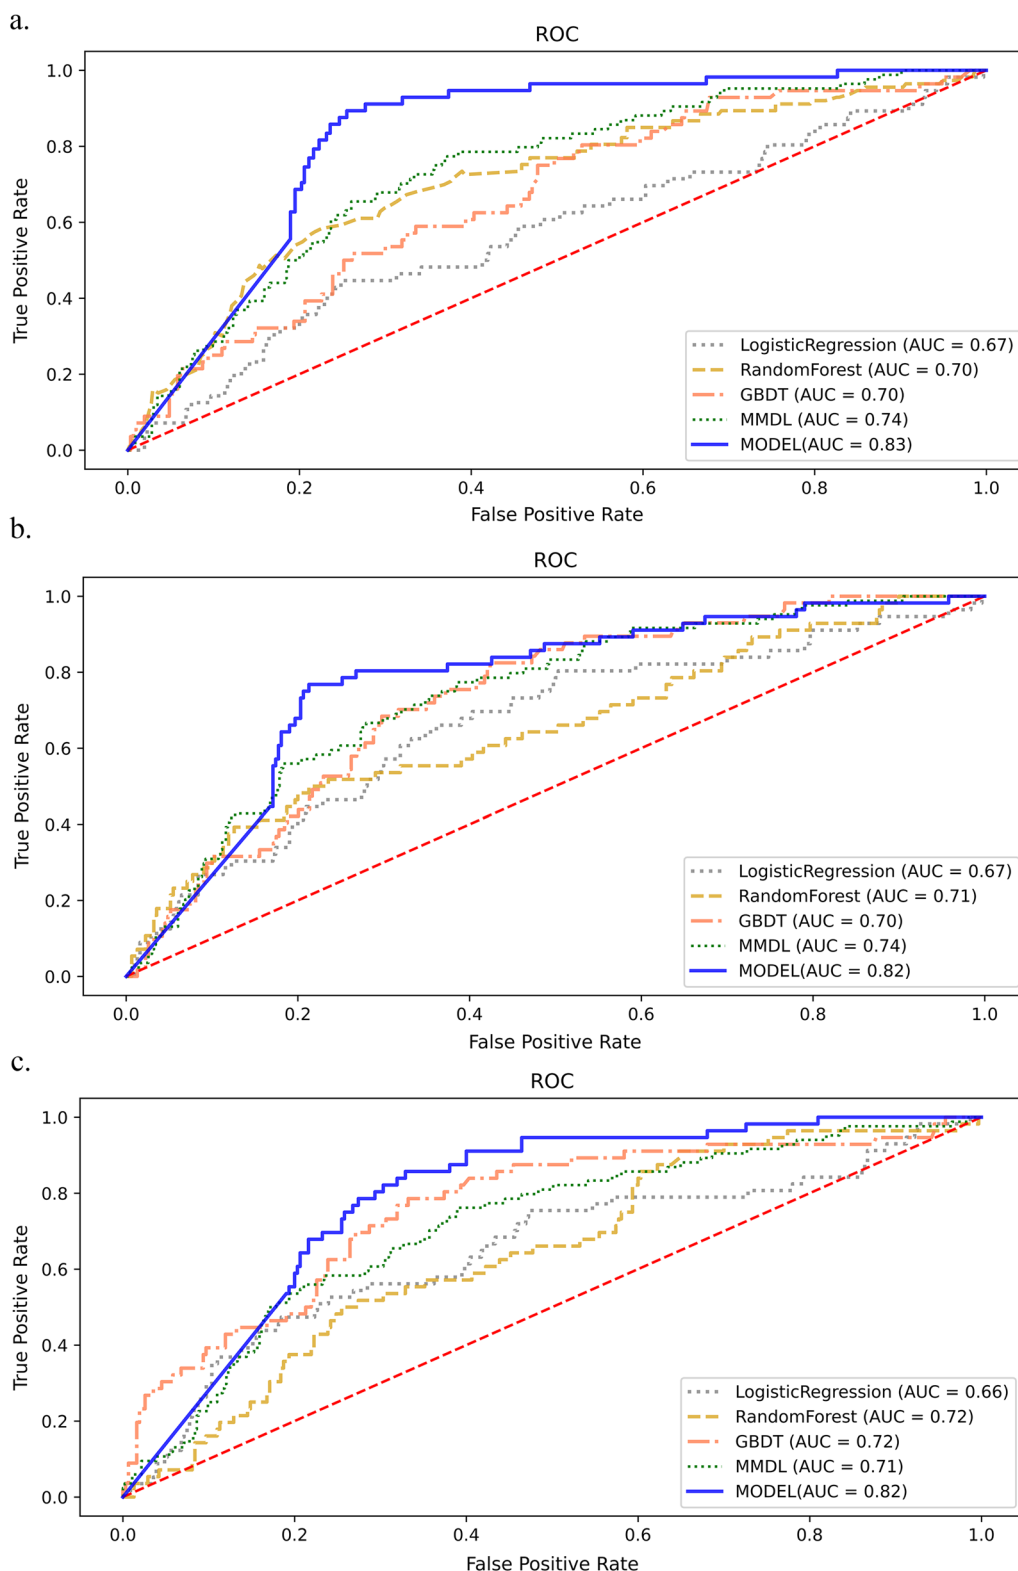 a.
ROC
1.0
0.8
0.6
0.4
0.2
0.0
True Positive Rate
LogisticRegression (AUC = 0.67)
RandomForest (AUC = 0.70)
GBDT (AUC = 0.70)
MMDL (AUC = 0.74)
MODEL(AUC = 0.83)
0.0 0.2 0.4 0.6 0.8 1.0
False Positive Rate
b.
ROC
1.0
0.8
0.6
0.4
0.2
0.0
True Positive Rate
LogisticRegression (AUC = 0.67)
RandomForest (AUC = 0.71)
GBDT (AUC = 0.70)
MMDL (AUC = 0.74)
MODEL(AUC = 0.82)
0.0 0.2 0.4 0.6 0.8 1.0
False Positive Rate
c.
ROC
1.0
0.8
0.6
0.4
0.2
0.0
True Positive Rate
LogisticRegression (AUC = 0.66)
RandomForest (AUC = 0.72)
GBDT (AUC = 0.72)
MMDL (AUC = 0.71)
MODEL(AUC = 0.82)
0.0 0.2 0.4 0.6 0.8 1.0
False Positive Rate